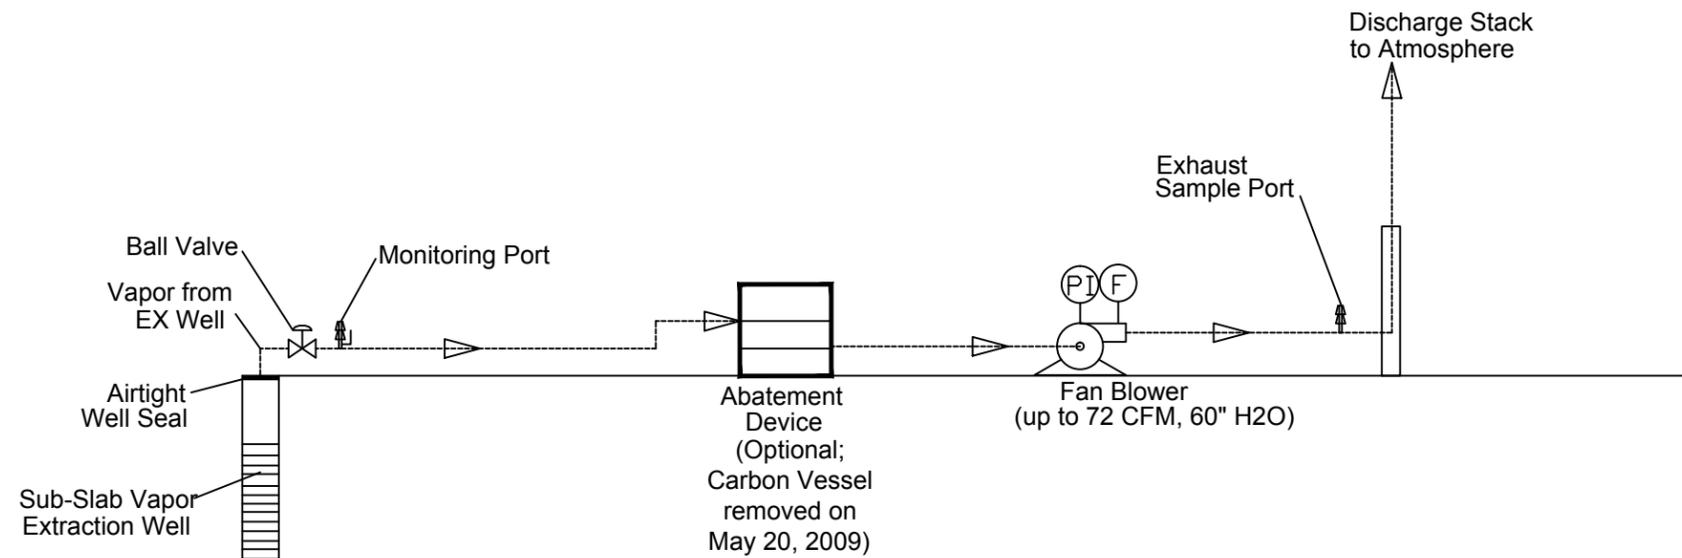 Discharge Stack
to Atmosphere
Exhaust
Sample Port
Ball Valve
Monitoring Port
Vapor from
EX Well
PI
F
Airtight
Well Seal
Abatement
Device
(Optional;
Carbon Vessel
removed on
May 20, 2009)
Fan Blower
(up to 72 CFM, 60" H2O)
Sub-Slab Vapor
Extraction Well